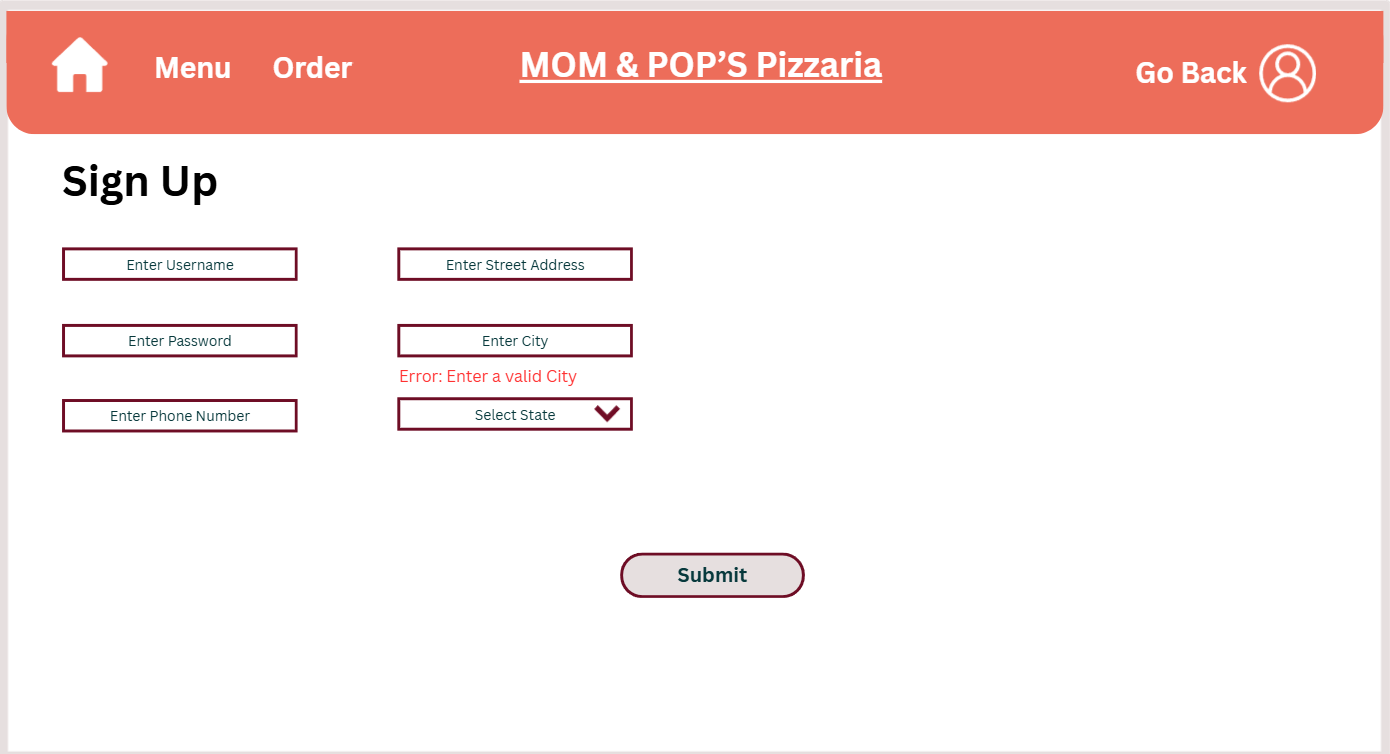 Menu Order MOM & POP’S Pizzaria Go Back
Sign Up
Enter Username
Enter Street Address
Enter Password
Enter City
Error: Enter a valid City
Enter Phone Number
Select State
Submit